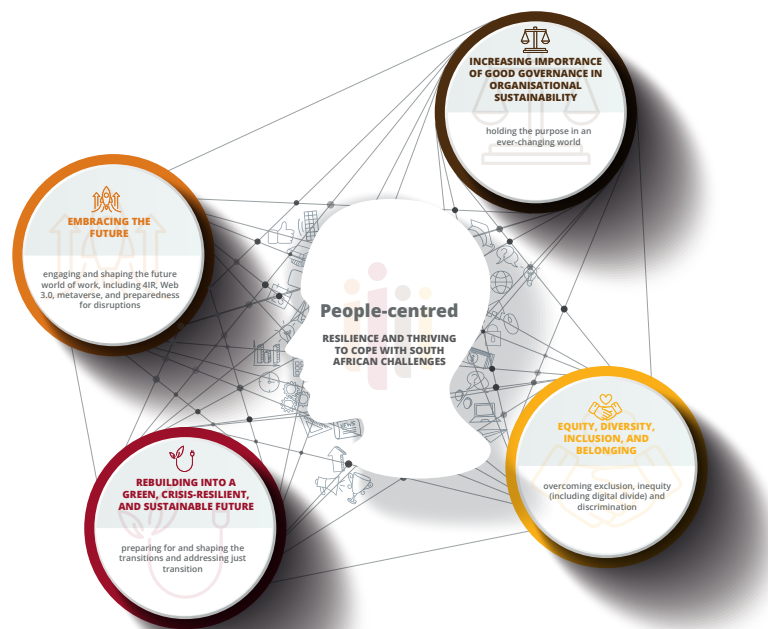 INCREASING IMPORTANCE
OF GOOD GOVERNANCE IN
ORGANISATIONAL
SUSTAINABILITY
holding the purpose in an
ever-changing world
EMBRACING THE
FUTURE
engaging and shaping the future
world of work, including 4IR, Web
3.0, metaverse, and preparedness
for disruptions
People-centred
RESILIENCE AND THRIVING
TO COPE WITH SOUTH
AFRICAN CHALLENGES
EQUITY, DIVERSITY,
INCLUSION, AND
BELONGING
overcoming exclusion, inequity
(including digital divide) and
discrimination
REBUILDING INTO A
GREEN, CRISIS-RESILIENT,
AND SUSTAINABLE FUTURE
preparing for and shaping the
transitions and addressing just
transition